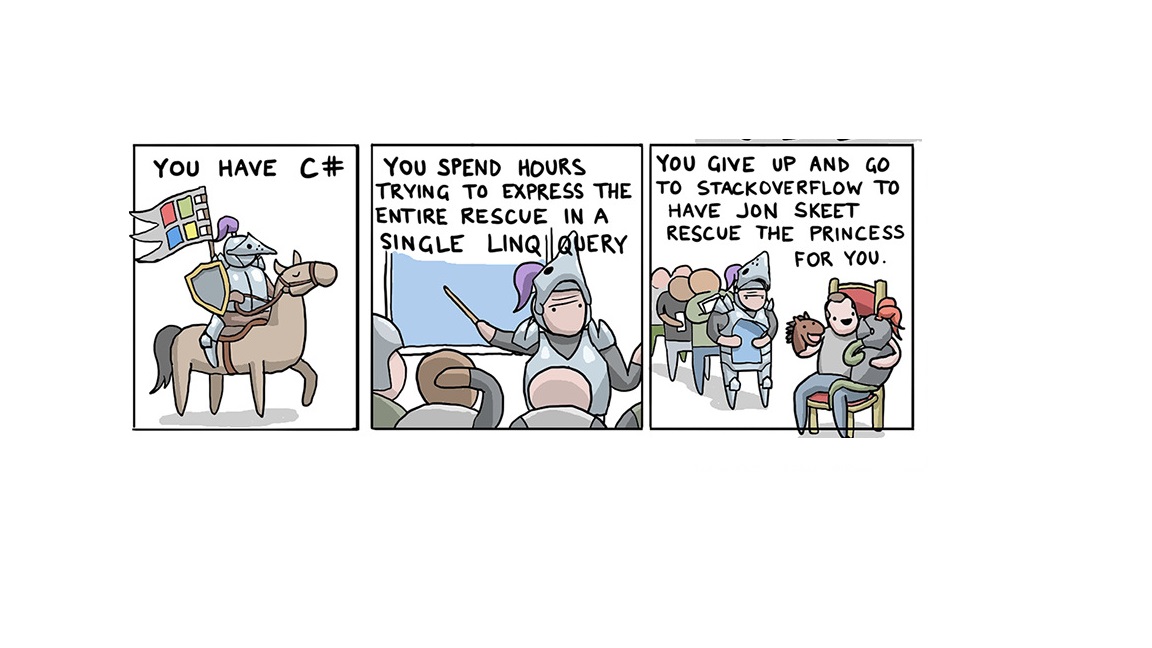 YOU HAVE C#
YOU SPEND HOURS
TRYING TO EXPRESS THE
ENTIRE RESCUE IN A
SINGLE LINQ QUERY
YOU GIVE UP AND GO
TO STACKOVERFLOW TO
HAVE JON SKEET
RESCUE THE PRINCESS
FOR YOU.